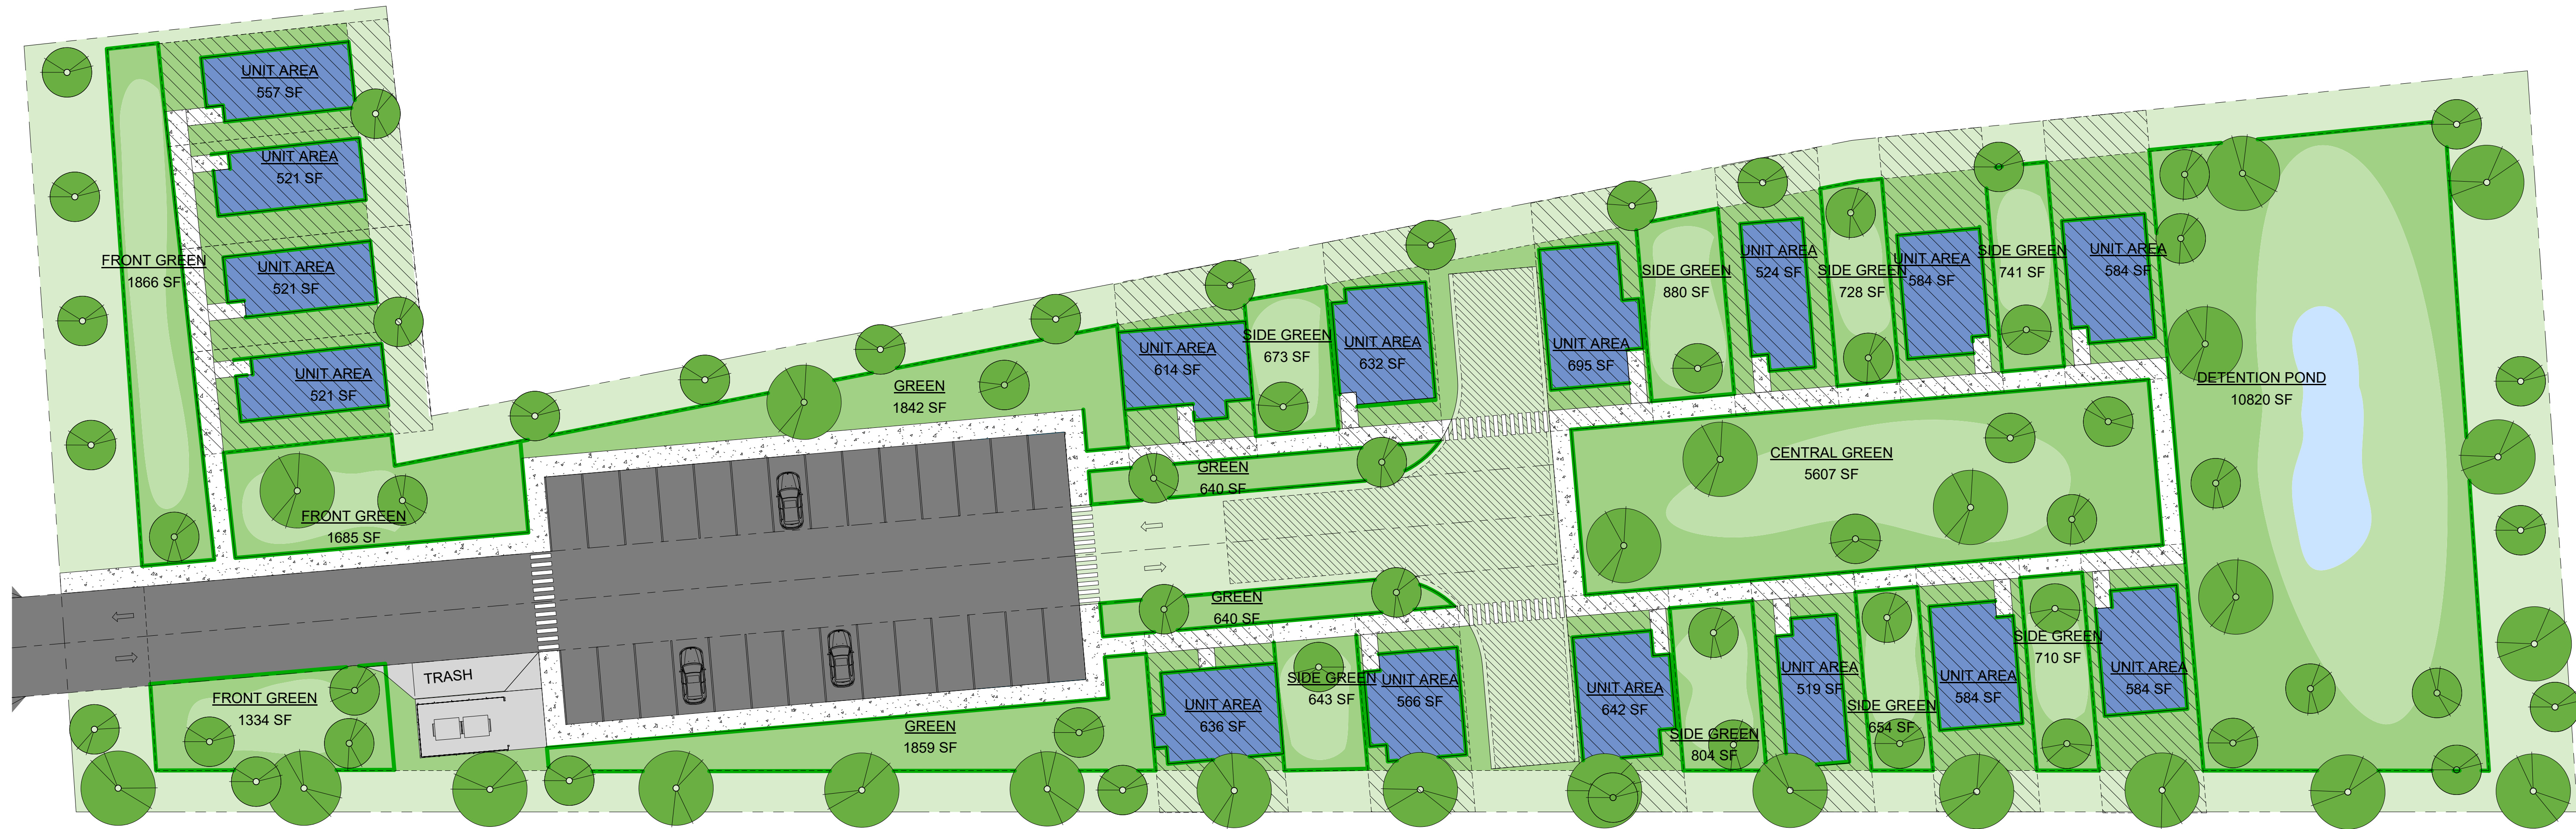 UNIT AREA
557 SF
UNIT AREA
521 SF
FRONT GREEN
1866 SF
UNIT AREA
521 SF
UNIT AREA
521 SF
FRONT GREEN
1685 SF
GREEN
1842 SF
UNIT AREA
614 SF
SIDE GREEN
673 SF
UNIT AREA
632 SF
UNIT AREA
695 SF
SIDE GREEN
880 SF
UNIT AREA
524 SF
SIDE GREEN
728 SF
UNIT AREA
584 SF
SIDE GREEN
741 SF
UNIT AREA
584 SF
DETENTION POND
10820 SF
GREEN
640 SF
CENTRAL GREEN
5607 SF
GREEN
640 SF
TRASH
FRONT GREEN
1334 SF
GREEN
1859 SF
UNIT AREA
636 SF
SIDE GREEN
643 SF
UNIT AREA
566 SF
UNIT AREA
642 SF
SIDE GREEN
804 SF
UNIT AREA
519 SF
SIDE GREEN
654 SF
UNIT AREA
584 SF
SIDE GREEN
710 SF
UNIT AREA
584 SF